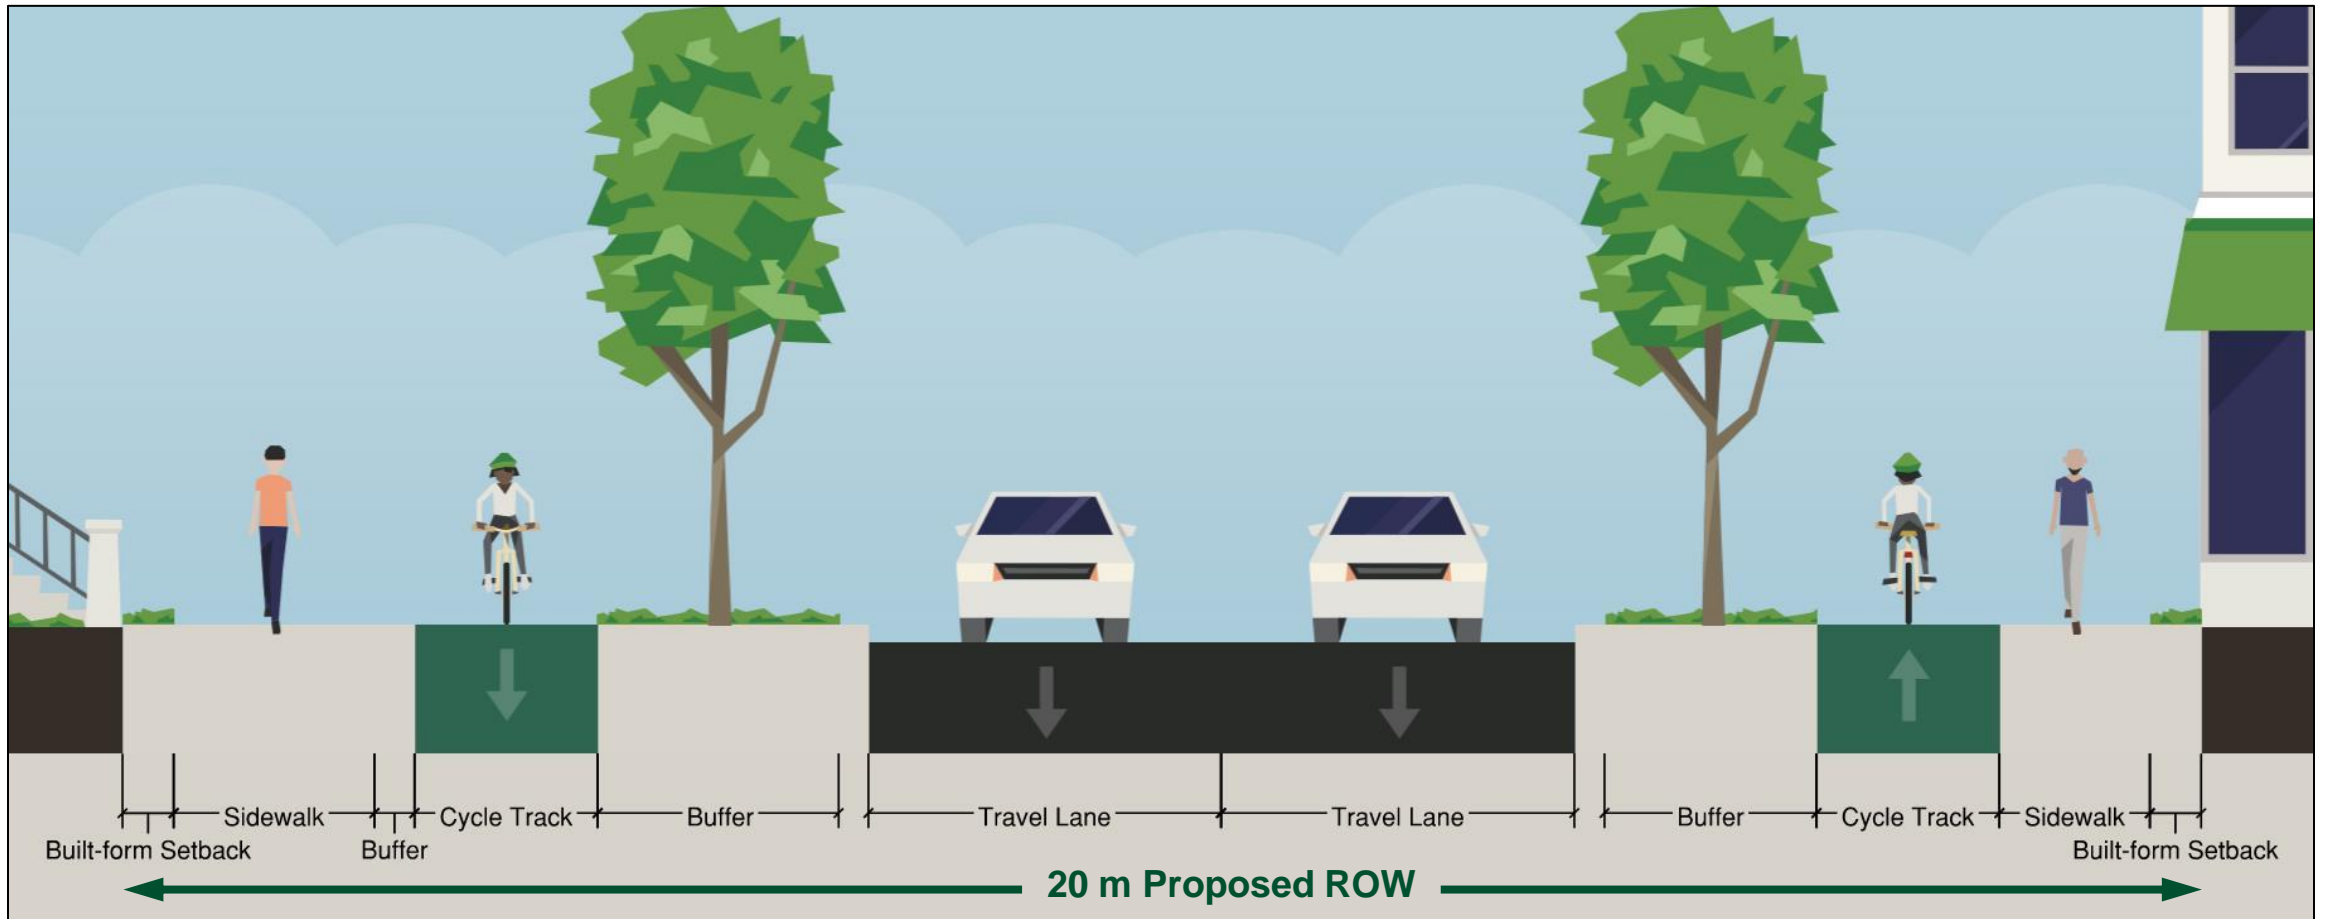 Sidewalk
Cycle Track
Buffer
Travel Lane
Travel Lane
Buffer
Cycle Track
Sidewalk
Built-form Setback
Buffer
Built-form Setback
20 m Proposed ROW